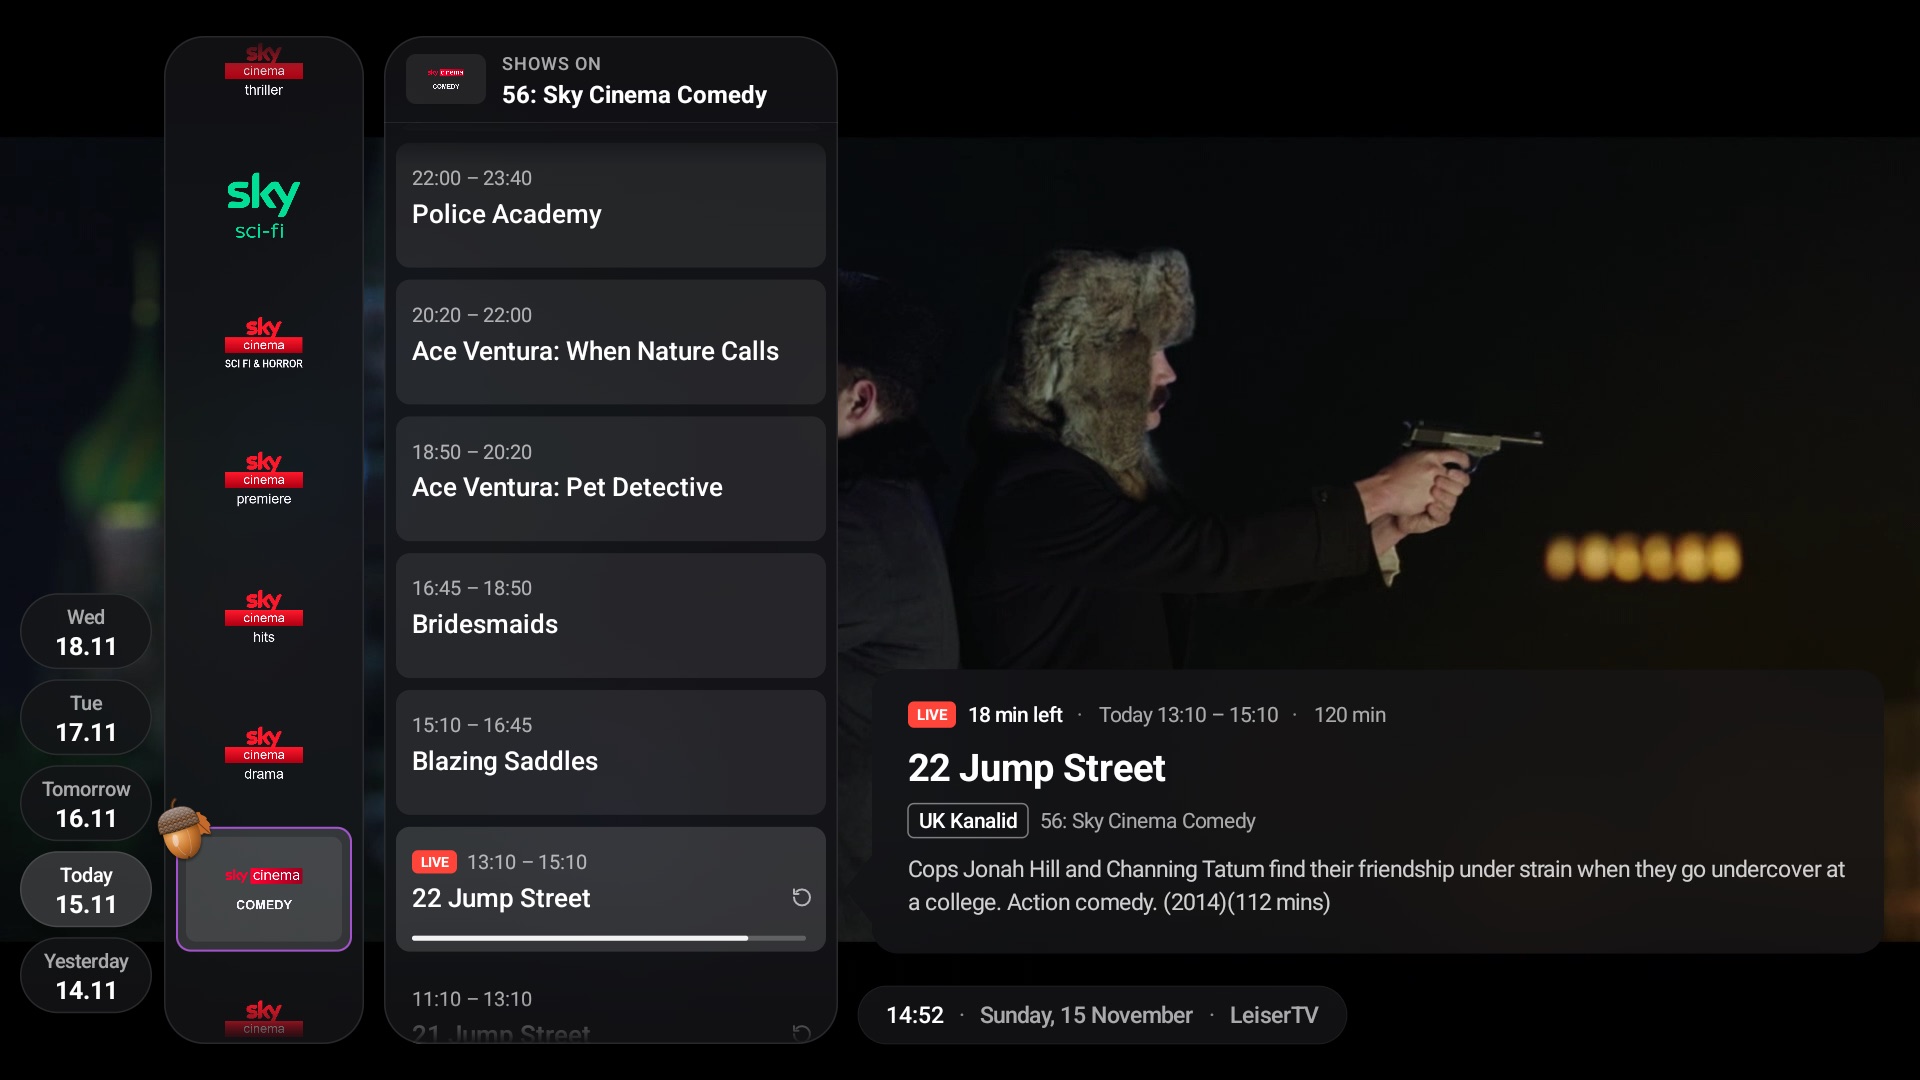 Wed
18.11
Tue
17.11
Tomorrow
16.11
Today
15.11
Yesterday
14.11
sky
cinema
thriller
sky
sci-fi
sky
cinema
SCI FI & HORROR
sky
cinema
premiere
sky
cinema
hits
sky
cinema
drama
sky cinema
COMEDY
sky
cinema
sky cinema
COMEDY
SHOWS ON
56: Sky Cinema Comedy
22:00 – 23:40
Police Academy
20:20 – 22:00
Ace Ventura: When Nature Calls
18:50 – 20:20
Ace Ventura: Pet Detective
16:45 – 18:50
Bridesmaids
15:10 – 16:45
Blazing Saddles
LIVE 13:10 – 15:10
22 Jump Street
11:10 – 13:10
21 Jump Street
LIVE 18 min left · Today 13:10 – 15:10 · 120 min
22 Jump Street
UK Kanalid 56: Sky Cinema Comedy
Cops Jonah Hill and Channing Tatum find their friendship under strain when they go undercover at
a college. Action comedy. (2014)(112 mins)
14:52 · Sunday, 15 November · LeiserTV